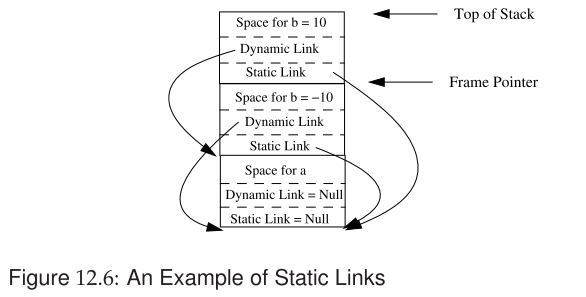 Space for b = 10
Top of Stack
Dynamic Link
Static Link
Frame Pointer
Space for b = −10
Dynamic Link
Static Link
Space for a
Dynamic Link = Null
Static Link = Null
Figure 12.6: An Example of Static Links